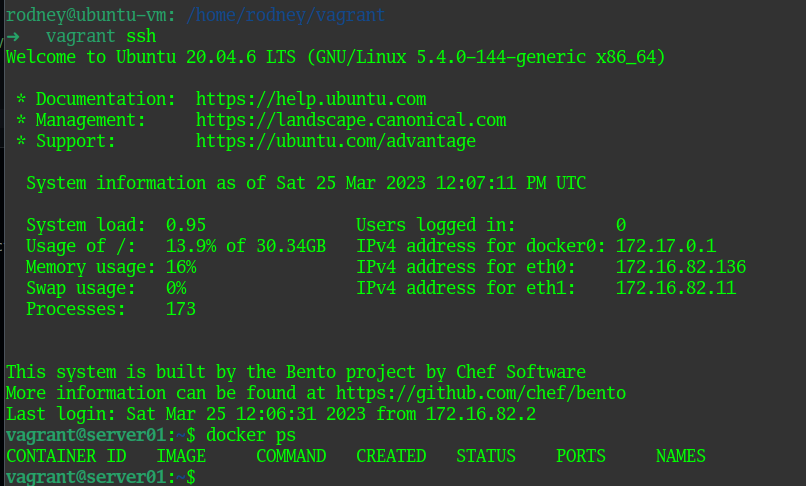 rodney@ubuntu-vm: /home/rodney/vagrant
➜  vagrant ssh
Welcome to Ubuntu 20.04.6 LTS (GNU/Linux 5.4.0-144-generic x86_64)
* Documentation:  https://help.ubuntu.com
* Management:     https://landscape.canonical.com
* Support:        https://ubuntu.com/advantage
System information as of Sat 25 Mar 2023 12:07:11 PM UTC
System load:  0.95               Users logged in:          0
Usage of /:   13.9% of 30.34GB   IPv4 address for docker0: 172.17.0.1
Memory usage: 16%                IPv4 address for eth0:    172.16.82.136
Swap usage:   0%                 IPv4 address for eth1:    172.16.82.11
Processes:    173
This system is built by the Bento project by Chef Software
More information can be found at https://github.com/chef/bento
Last login: Sat Mar 25 12:06:31 2023 from 172.16.82.2
vagrant@server01:~$ docker ps
CONTAINER ID   IMAGE     COMMAND   CREATED   STATUS    PORTS     NAMES
vagrant@server01:~$